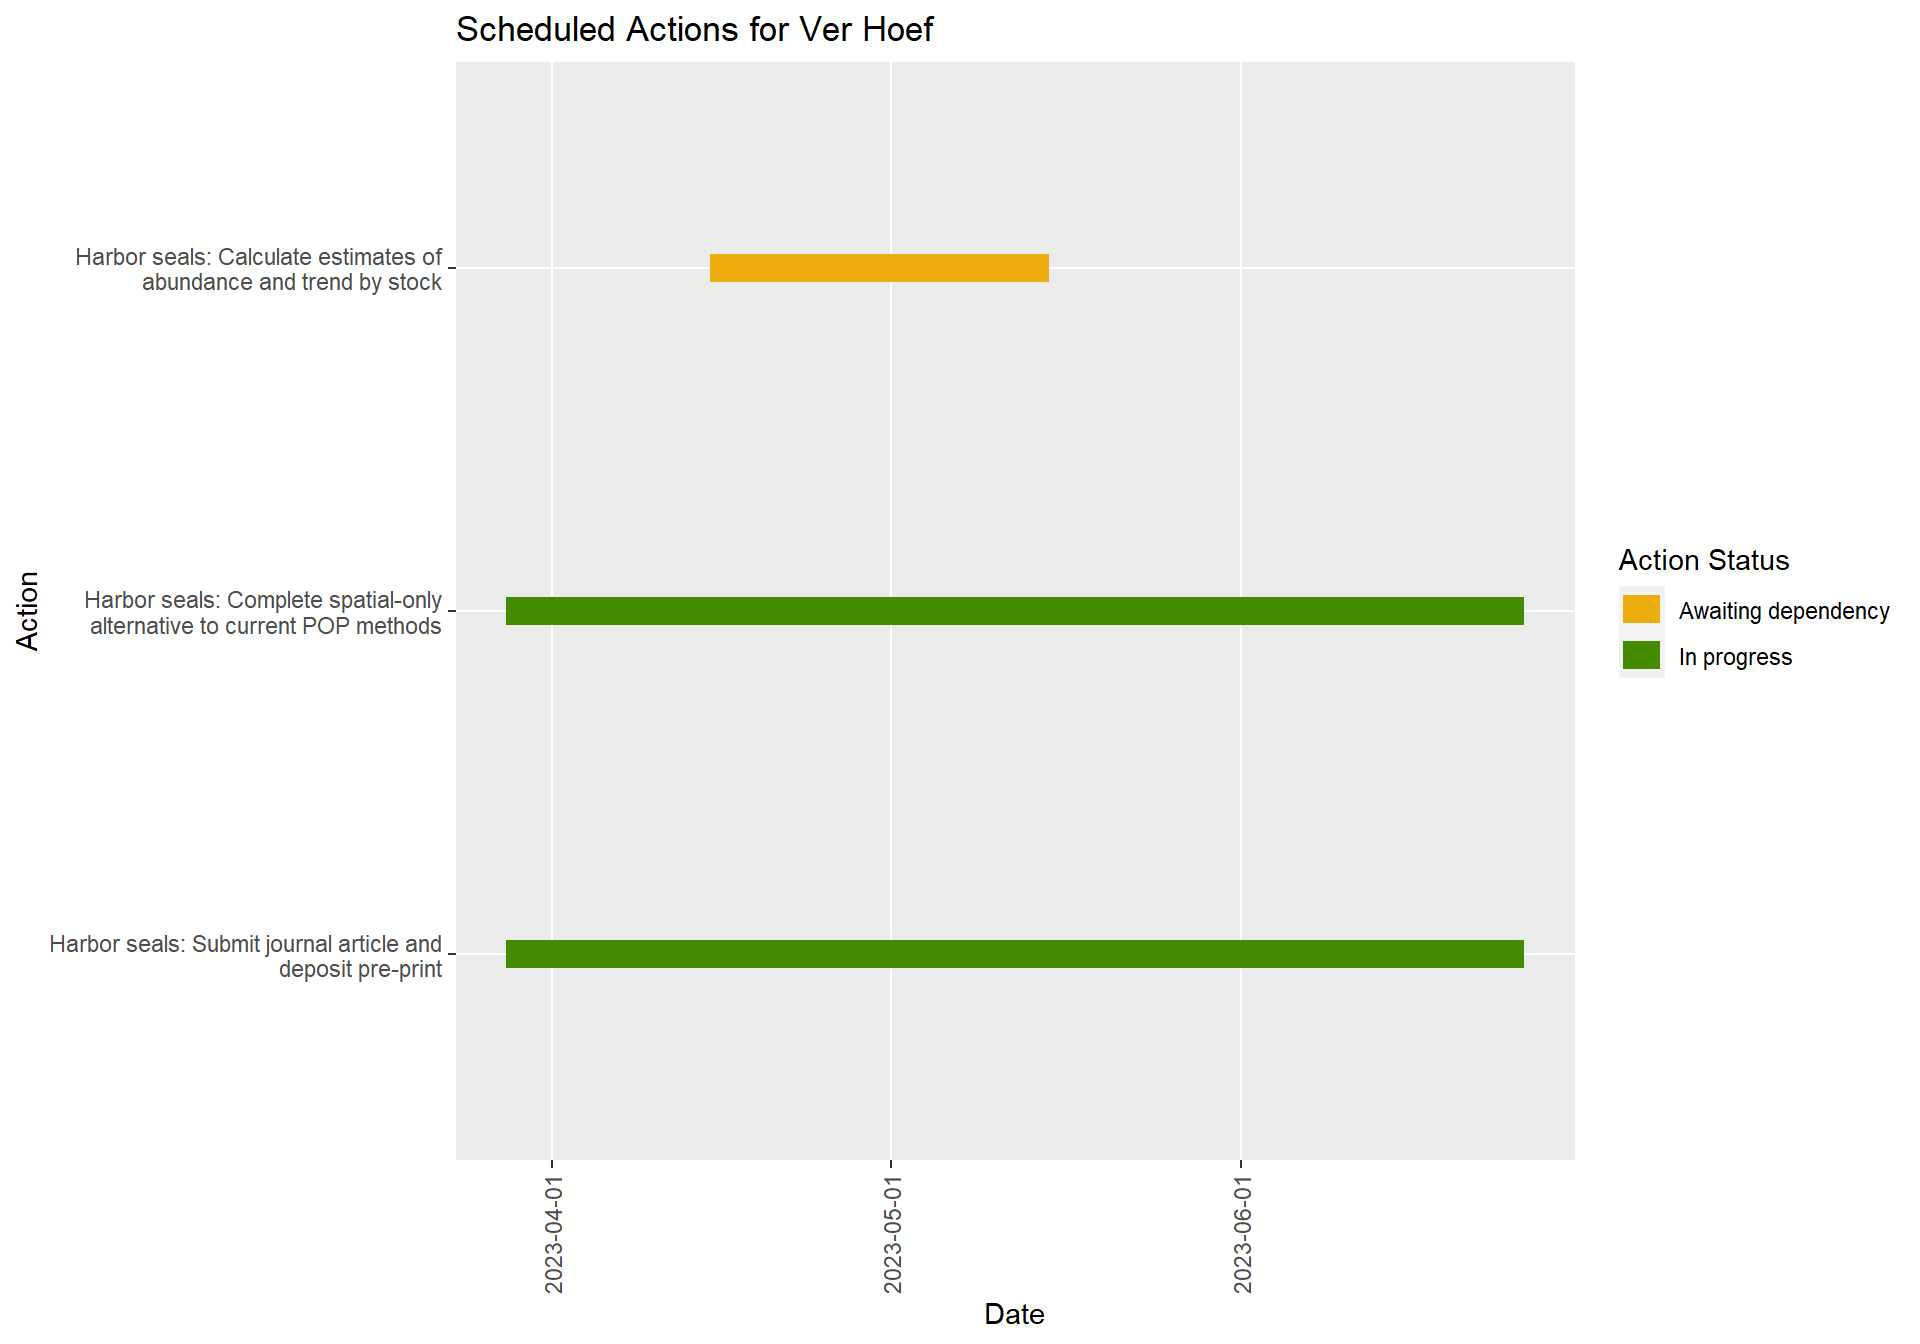 Scheduled Actions for Ver Hoef
Action
Harbor seals: Calculate estimates of
abundance and trend by stock
Harbor seals: Complete spatial-only
alternative to current POP methods
Harbor seals: Submit journal article and
deposit pre-print
2023-04-01
2023-05-01
2023-06-01
Date
Action Status
Awaiting dependency
In progress